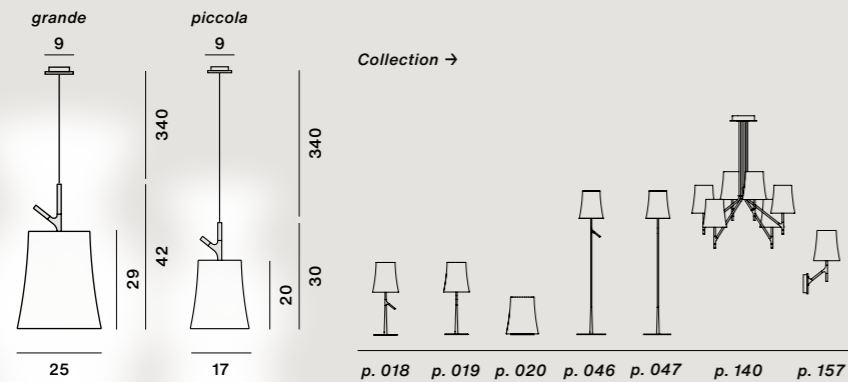 grande
9
340
42
29
25
piccola
9
340
30
20
17
Collection →
p. 018 p. 019 p. 020 p. 046 p. 047 p. 140 p. 157